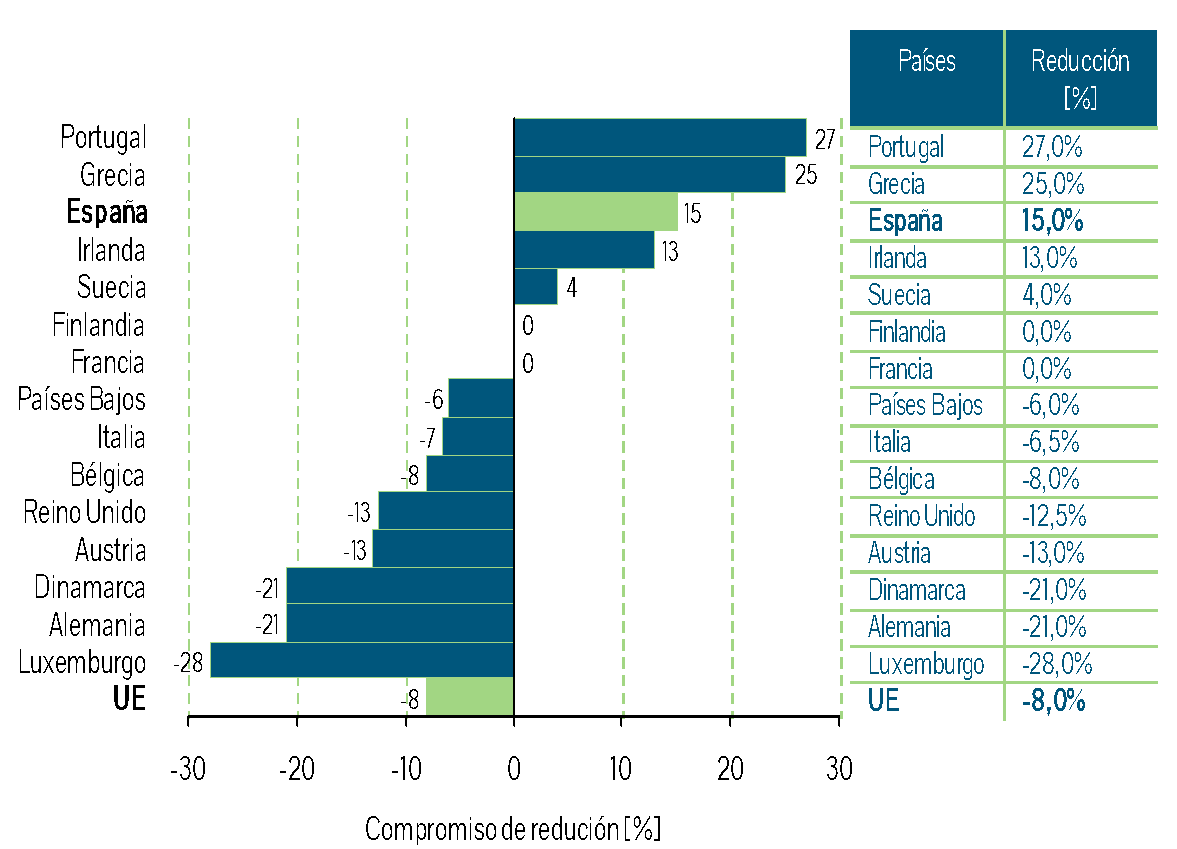 Portugal 27
Grecia 25
España 15
Irlanda 13
Suecia 4
Finlandia 0
Francia 0
Países Bajos -6
Italia -7
Bélgica -8
Reino Unido -13
Austria -13
Dinamarca -21
Alemania -21
Luxemburgo -28
UE -8
-30 -20 -10 0 10 20 30
Compromiso de redución [%]
Países Reducción
[%]
Portugal 27,0%
Grecia 25,0%
España 15,0%
Irlanda 13,0%
Suecia 4,0%
Finlandia 0,0%
Francia 0,0%
Países Bajos -6,0%
Italia -6,5%
Bélgica -8,0%
Reino Unido -12,5%
Austria -13,0%
Dinamarca -21,0%
Alemania -21,0%
Luxemburgo -28,0%
UE -8,0%